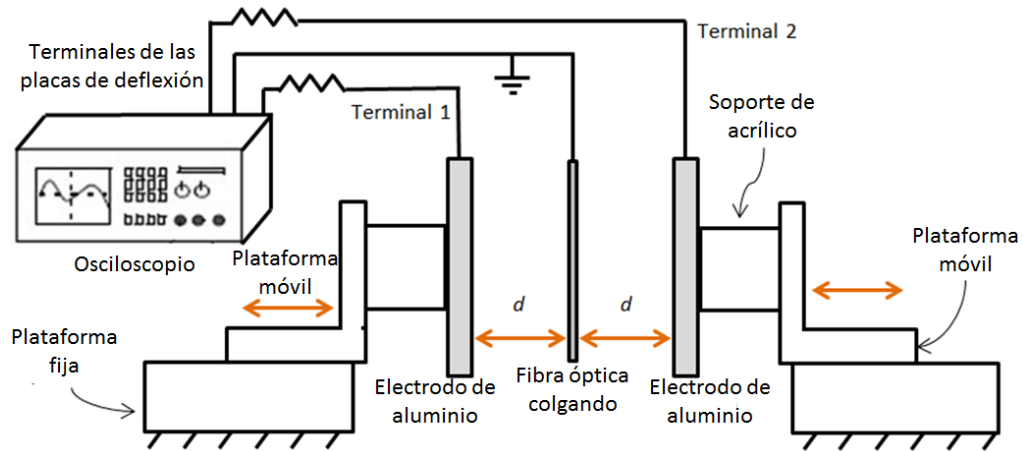 Terminales de las
placas de deflexión
Terminal 2
Terminal 1
Soporte de
acrílico
Osciloscopio
Plataforma
móvil
Plataforma
móvil
d
d
Plataforma
fija
Electrodo de
aluminio
Fibra óptica
colgando
Electrodo de
aluminio